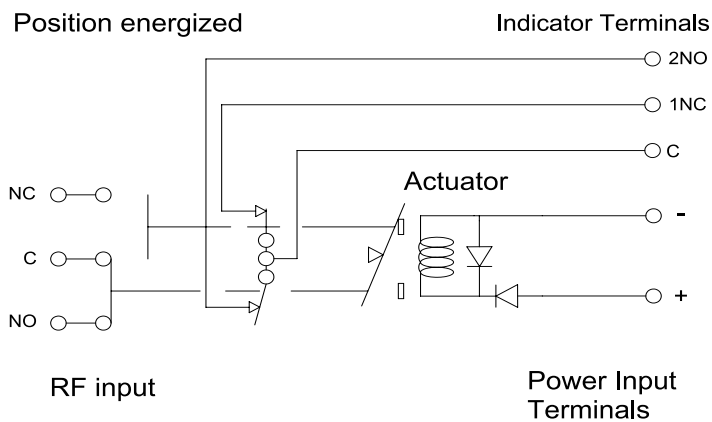 Position energized
Indicator Terminals
2NO
1NC
C
Actuator
NC
-
C
+
NO
RF input
Power Input
Terminals